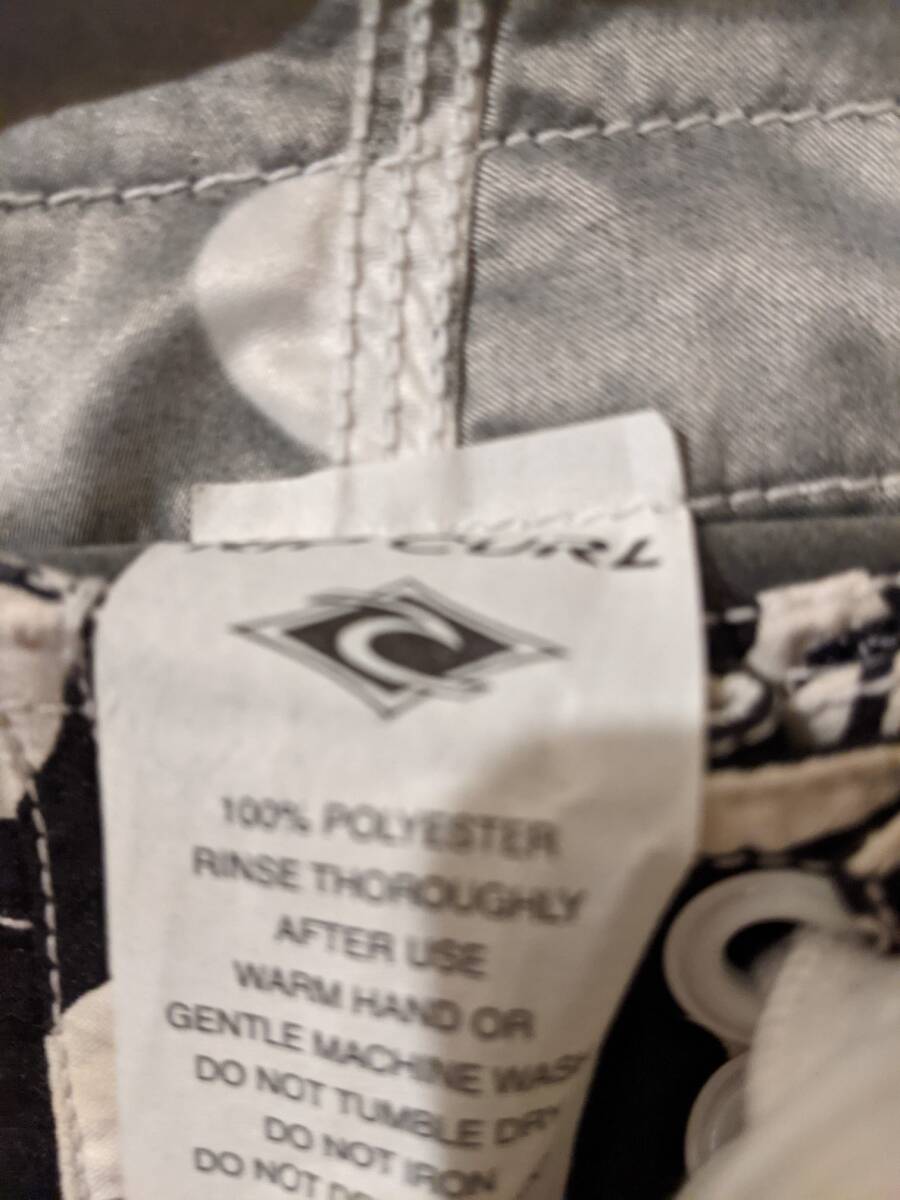 RIP CURL
100% POLYESTER
RINSE THOROUGHLY
AFTER USE
WARM HAND OR
GENTLE MACHINE WASH
DO NOT TUMBLE DRY
DO NOT IRON
DO NOT